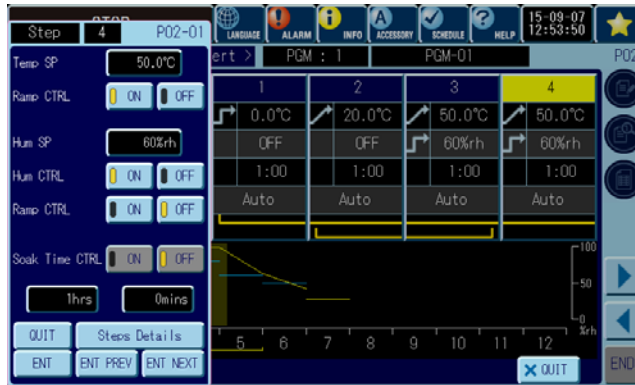 STOP
Step 4 P02-01
LANGUAGE ALARM INFO ACCESSORY SCHEDULE HELP
15-09-07
12:53:50
Temp SP 50.0°C
ert > PGM : 1 PGM-01 P02
Ramp CTRL ON OFF
1 2 3 4
0.0°C 20.0°C 50.0°C 50.0°C
Hum SP 60%rh
OFF OFF 60%rh 60%rh
Hum CTRL ON OFF
1:00 1:00 1:00 1:00
Ramp CTRL ON OFF
Auto Auto Auto Auto
Soak Time CTRL ON OFF
100
50
0
%rh
1hrs 0mins
QUIT Steps Details
5 6 7 8 9 10 11 12
ENT ENT PREV ENT NEXT
QUIT
END